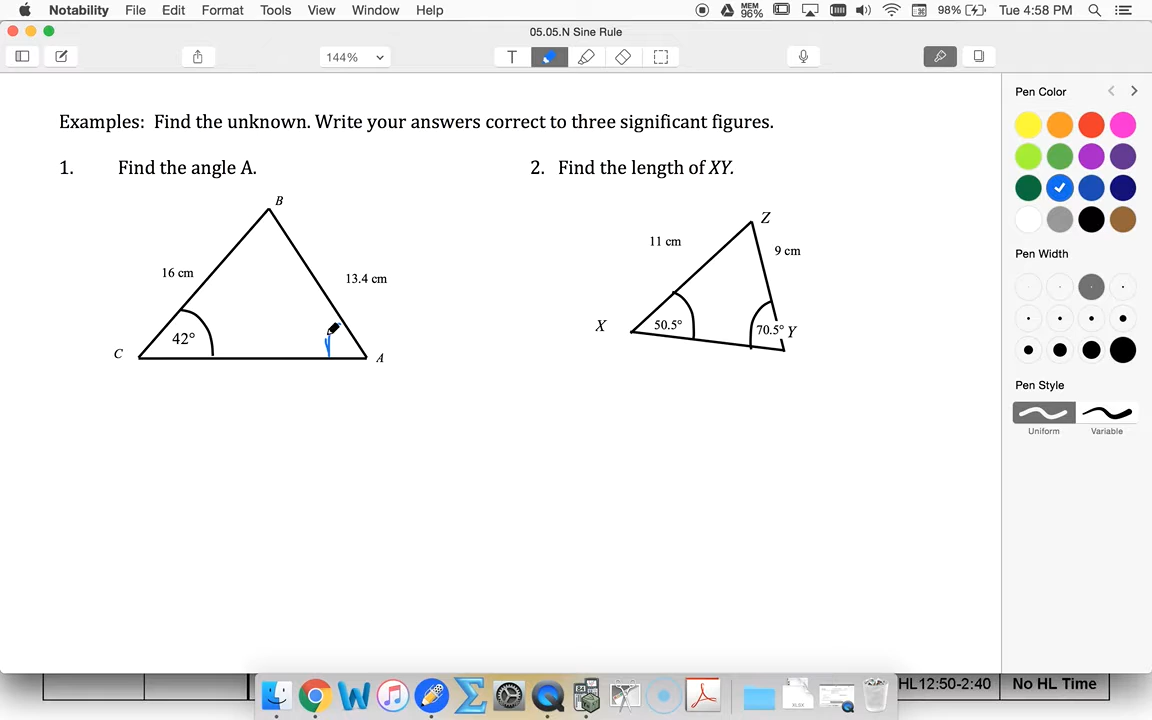 Notability File Edit Format Tools View Window Help MEM 96% 98% Tue 4:58 PM
05.05.N Sine Rule
144% T
Examples: Find the unknown. Write your answers correct to three significant figures.
1. Find the angle A.
B
16 cm
13.4 cm
42°
C
A
2. Find the length of XY.
Z
11 cm
9 cm
X
50.5°
70.5°
Y
Pen Color
Pen Width
Pen Style
Uniform Variable
HL12:50-2:40 No HL Time